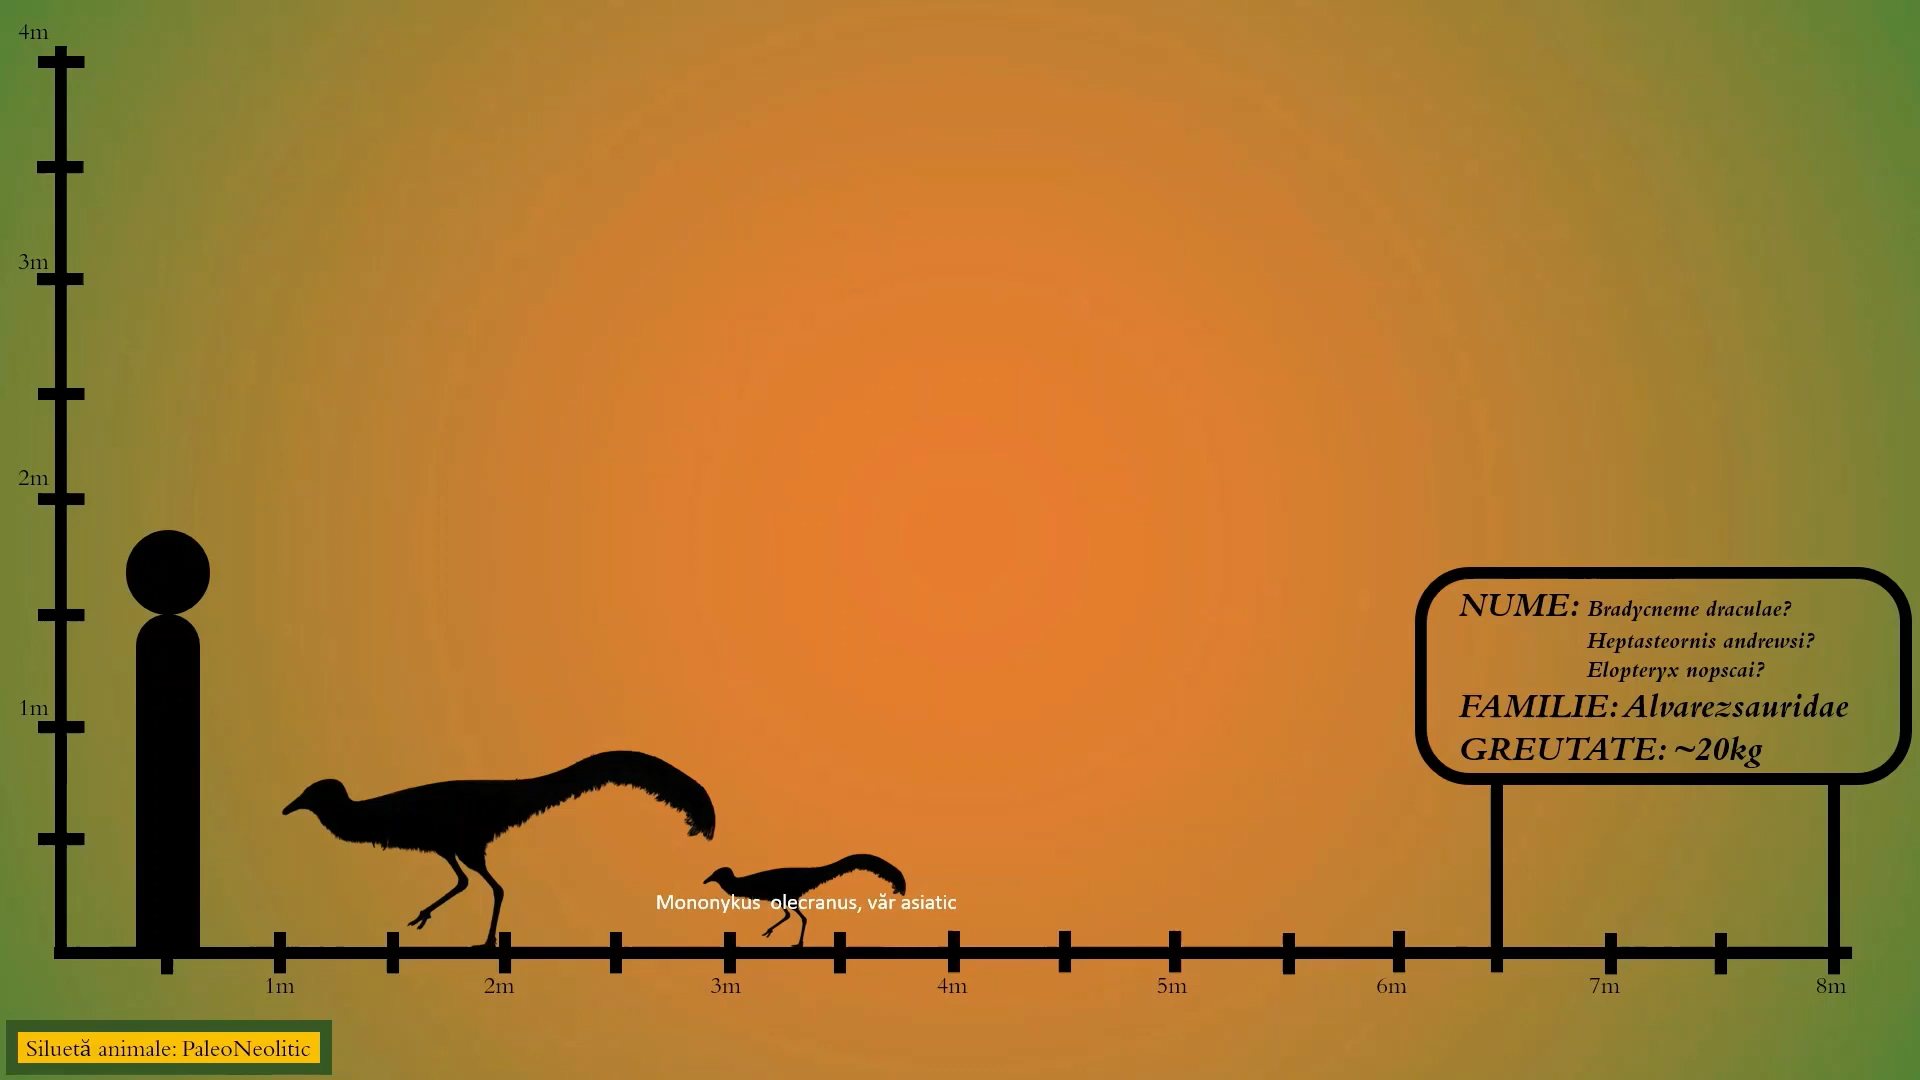 4m
3m
2m
1m
NUME: Bradycneme draculae?
Heptasteornis andrewsi?
Elopteryx nopscai?
FAMILIE: Alvarezsauridae
GREUTATE: ~20kg
Mononykus olecranus, văr asiatic
1m 2m 3m 4m 5m 6m 7m 8m
Siluetă animale: PaleoNeolitic